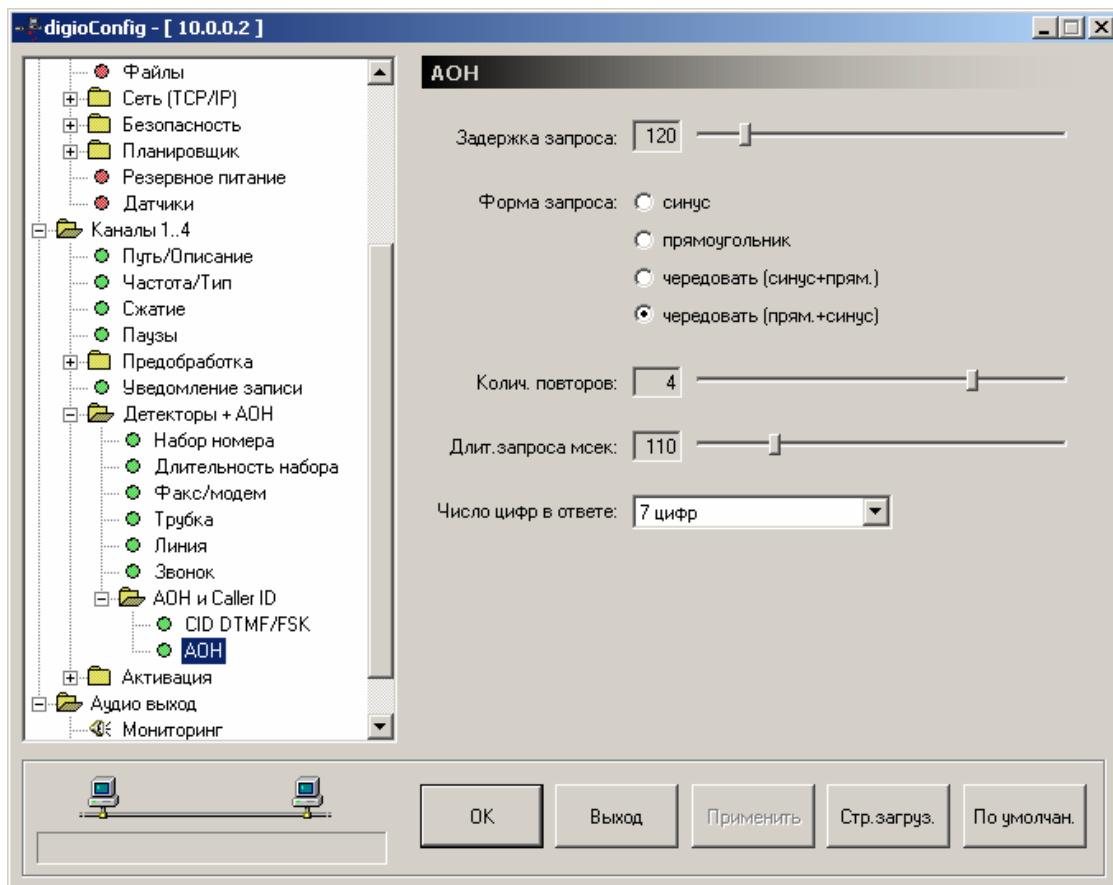 digioConfig - [ 10.0.0.2 ]
Файлы
Сеть (TCP/IP)
Безопасность
Планировщик
Резервное питание
Датчики
Каналы 1..4
Путь/Описание
Частота/Тип
Сжатие
Паузы
Предобработка
Уведомление записи
Детекторы + АОН
Набор номера
Длительность набора
Факс/модем
Трубка
Линия
Звонок
АОН и Caller ID
CID DTMF/FSK
АОН
Активация
Аудио выход
Мониторинг
АОН
Задержка запроса: 120
Форма запроса: синус
прямоугольник
чередовать (синус+прям.)
чередовать (прям.+синус)
Колич. повторов: 4
Длит.запроса мсек: 110
Число цифр в ответе: 7 цифр
OK Выход Применить Стр.загруз. По умолчан.